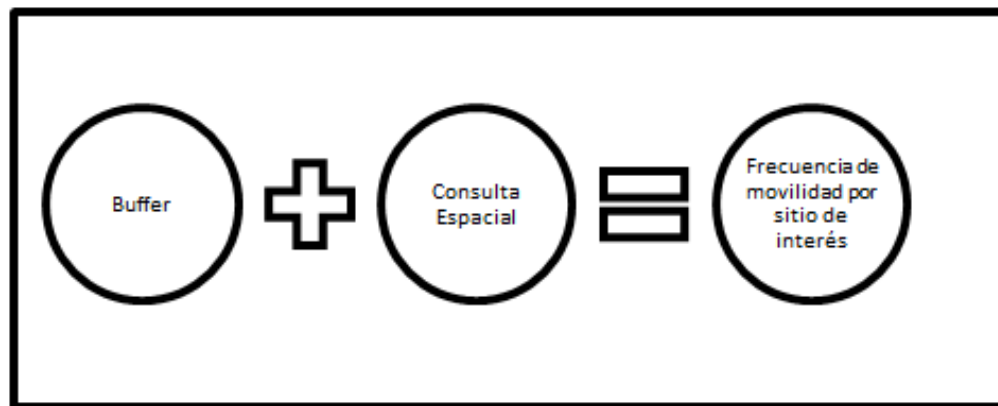 Buffer
Consulta
Espacial
Frecuencia de
movilidad por
sitio de
interés